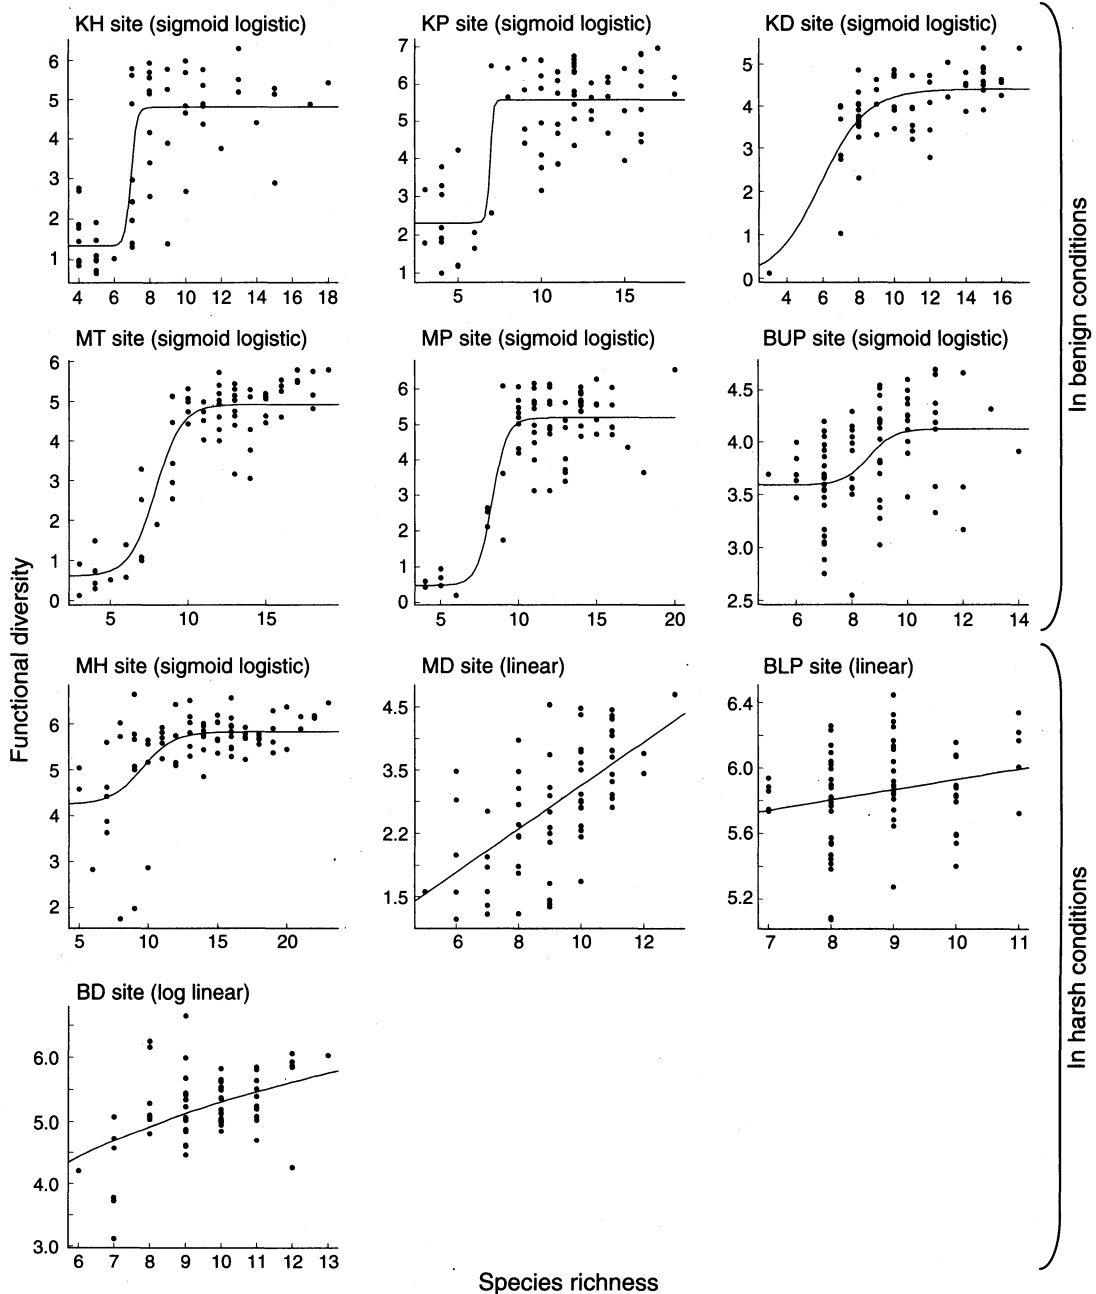 KH site (sigmoid logistic)
KP site (sigmoid logistic)
KD site (sigmoid logistic)
6
5
4
3
2
1
4 6 8 10 12 14 16 18
7
6
5
4
3
2
1
5 10 15
5
4
3
2
1
0
4 6 8 10 12 14 16
MT site (sigmoid logistic)
MP site (sigmoid logistic)
BUP site (sigmoid logistic)
6
5
4
3
2
1
0
5 10 15
6
5
4
3
2
1
0
5 10 15 20
4.5
4.0
3.5
3.0
2.5
6 8 10 12 14
In benign conditions
Functional diversity
MH site (sigmoid logistic)
MD site (linear)
BLP site (linear)
6
5
4
3
2
5 10 15 20
4.5
3.5
2.2
1.5
6 8 10 12
6.4
6.0
5.6
5.2
7 8 9 10 11
BD site (log linear)
6.0
5.0
4.0
3.0
6 7 8 9 10 11 12 13
In harsh conditions
Species richness